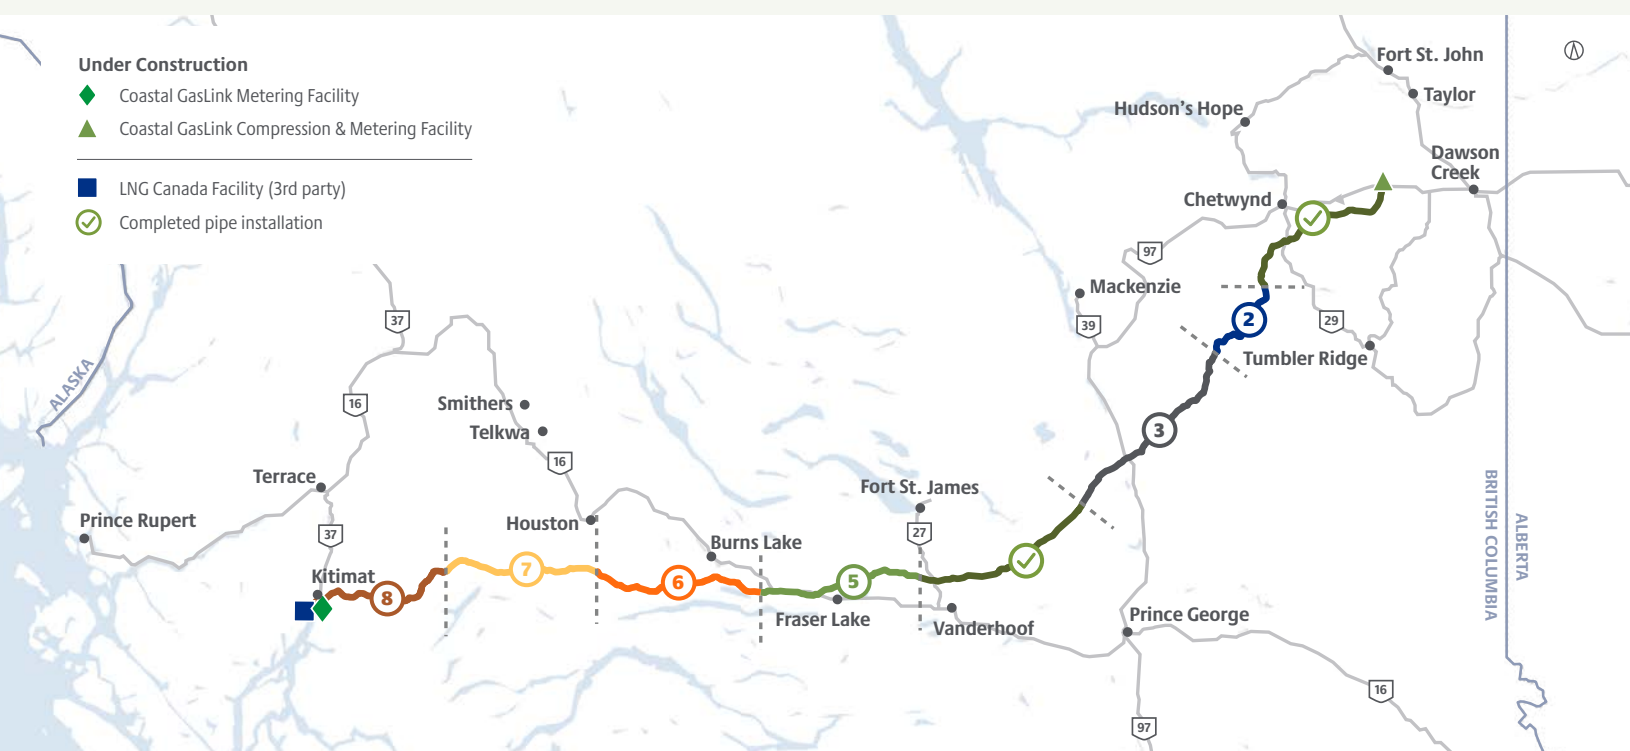 Under Construction
Coastal GasLink Metering Facility
Coastal GasLink Compression & Metering Facility
LNG Canada Facility (3rd party)
Completed pipe installation
Fort St. John
Taylor
Hudson's Hope
Dawson
Creek
Chetwynd
97
Mackenzie
39
2
29
Tumbler Ridge
37
ALASKA
16
Smithers
Telkwa
16
3
Terrace
Prince Rupert
37
Houston
Fort St. James
27
BRITISH COLUMBIA
ALBERTA
Burns Lake
Kitimat
8
7
6
5
Fraser Lake
Vanderhoof
Prince George
16
97